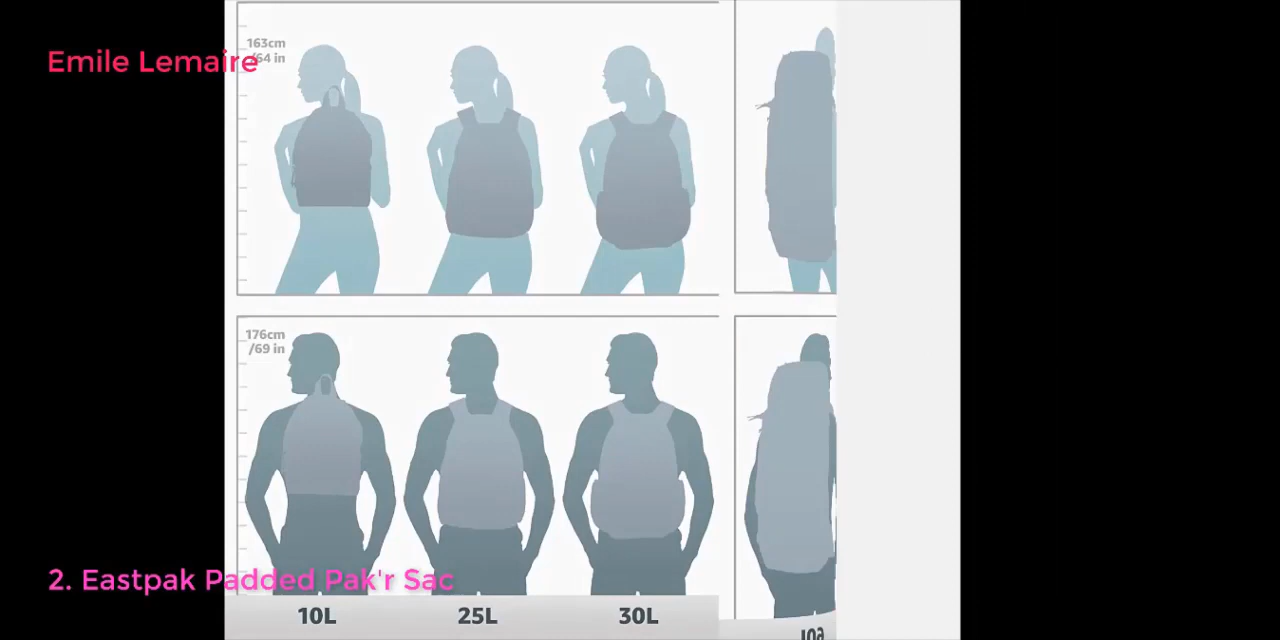 Emile Lemaire
163cm
/64 in
176cm
/69 in
2. Eastpak Padded Pak'r Sac
10L
25L
30L